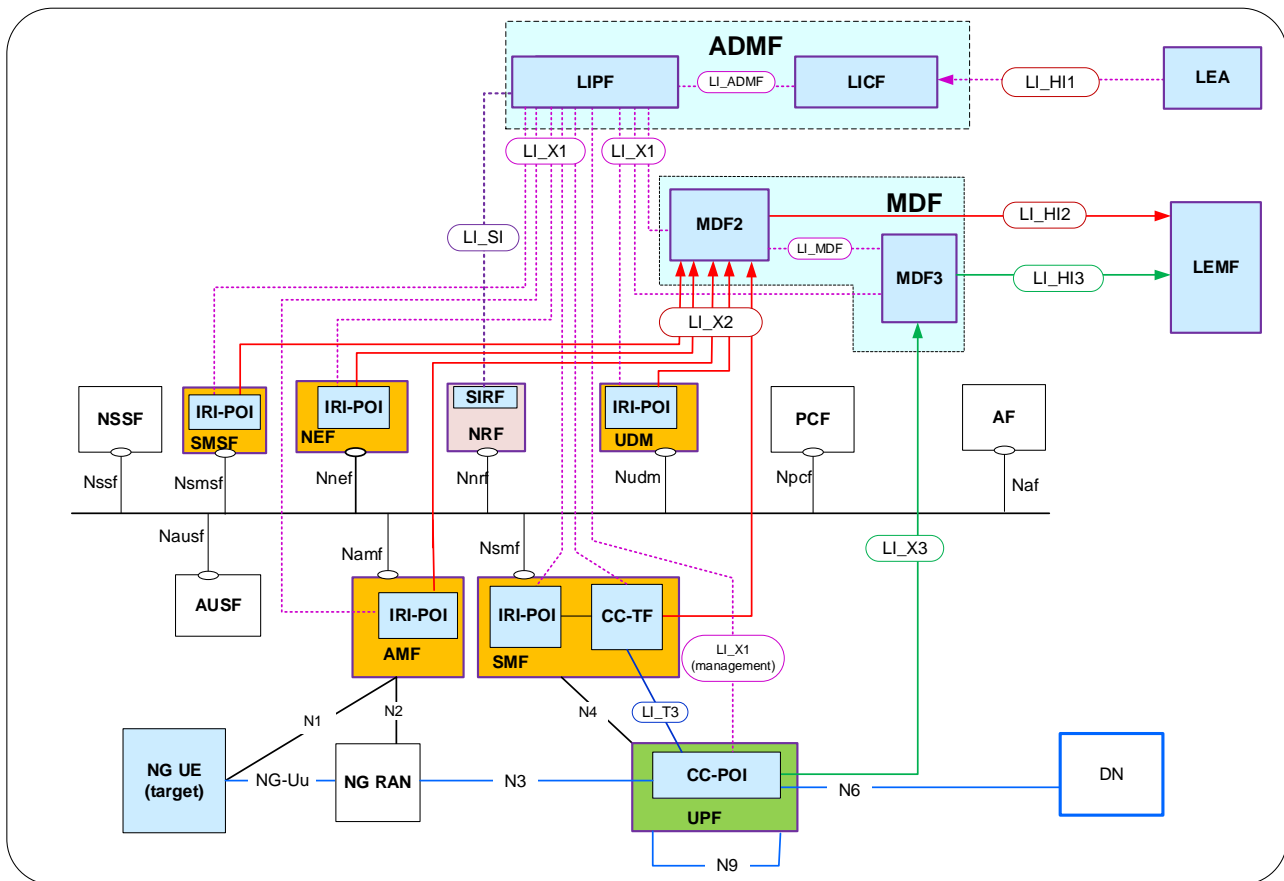 ADMF
LIPF
LI_ADMF
LICF
LI_HI1
LEA
LI_X1
LI_X1
MDF
MDF2
LI_HI2
LI_SI
LI_MDF
LEMF
MDF3
LI_HI3
LI_X2
NSSF
IRI-POI
SMSF
IRI-POI
NEF
SIRF
NRF
IRI-POI
UDM
PCF
AF
Nssf
Nsmsf
Nnef
Nnrf
Nudm
Npcf
Naf
Nausf
Namf
Nsmf
LI_X3
AUSF
IRI-POI
AMF
IRI-POI
CC-TF
SMF
LI_X1
(management)
N1
N2
N4
LI_T3
NG UE
(target)
NG-Uu
NG RAN
N3
CC-POI
UPF
N6
DN
N9